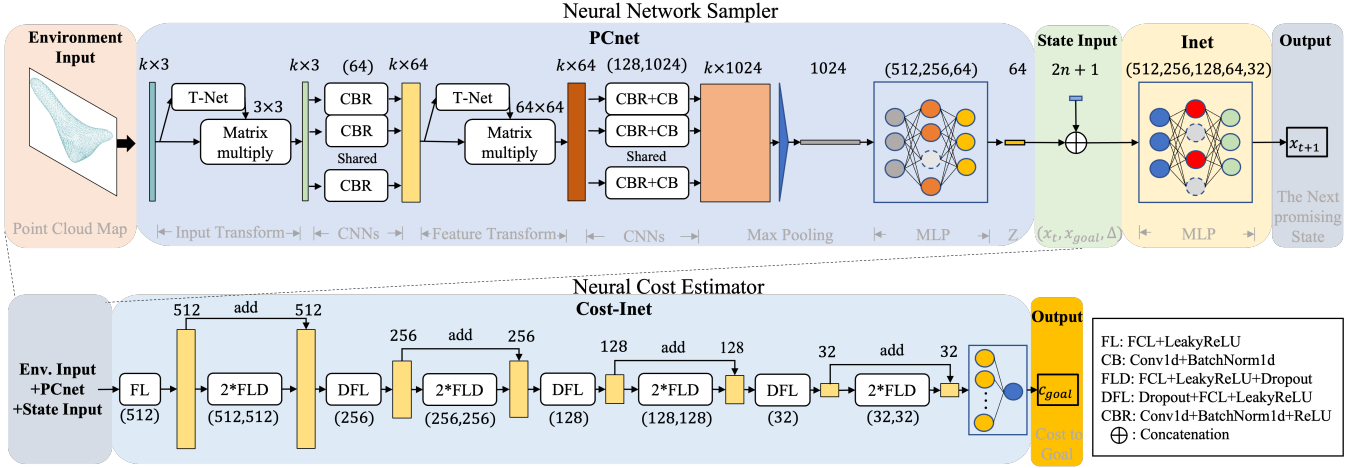 Neural Network Sampler
Environment
Input
PCnet
State Input
Inet
Output
k×3
T-Net
3×3
Matrix
multiply
k×3
(64)
CBR
CBR
Shared
CBR
k×64
T-Net
64×64
Matrix
multiply
k×64
(128,1024)
CBR+CB
CBR+CB
Shared
CBR+CB
k×1024
1024
(512,256,64)
64
2n + 1
(512,256,128,64,32)
x_{t+1}
Point Cloud Map
Input Transform
CNNs
Feature Transform
CNNs
Max Pooling
MLP
Z
(x_t, x_{goal}, Δ)
MLP
The Next
promising
State
Neural Cost Estimator
Cost-Inet
Output
Env. Input
+PCnet
+State Input
FL
(512)
512
add
512
2*FLD
(512,512)
DFL
(256)
256
add
256
2*FLD
(256,256)
DFL
(128)
128
add
128
2*FLD
(128,128)
DFL
(32)
32
add
32
2*FLD
(32,32)
c_{goal}
Cost to
Goal
FL: FCL+LeakyReLU
CB: Conv1d+BatchNorm1d
FLD: FCL+LeakyReLU+Dropout
DFL: Dropout+FCL+LeakyReLU
CBR: Conv1d+BatchNorm1d+ReLU
⊕ : Concatenation